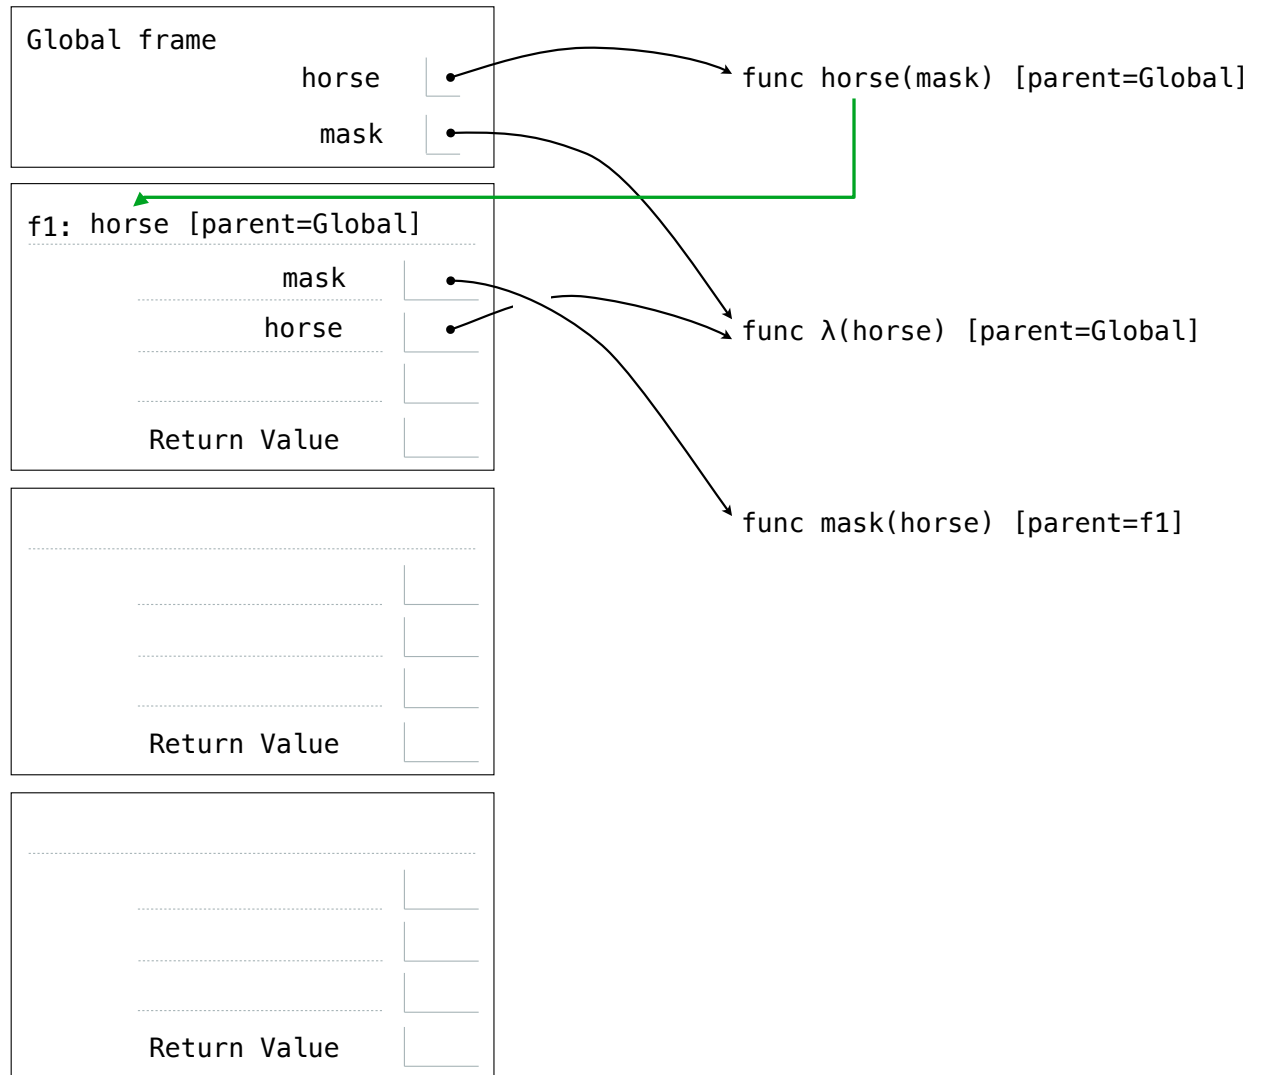 Global frame
horse
func horse(mask) [parent=Global]
mask
f1: horse [parent=Global]
mask
horse
func λ(horse) [parent=Global]
Return Value
func mask(horse) [parent=f1]
Return Value
Return Value